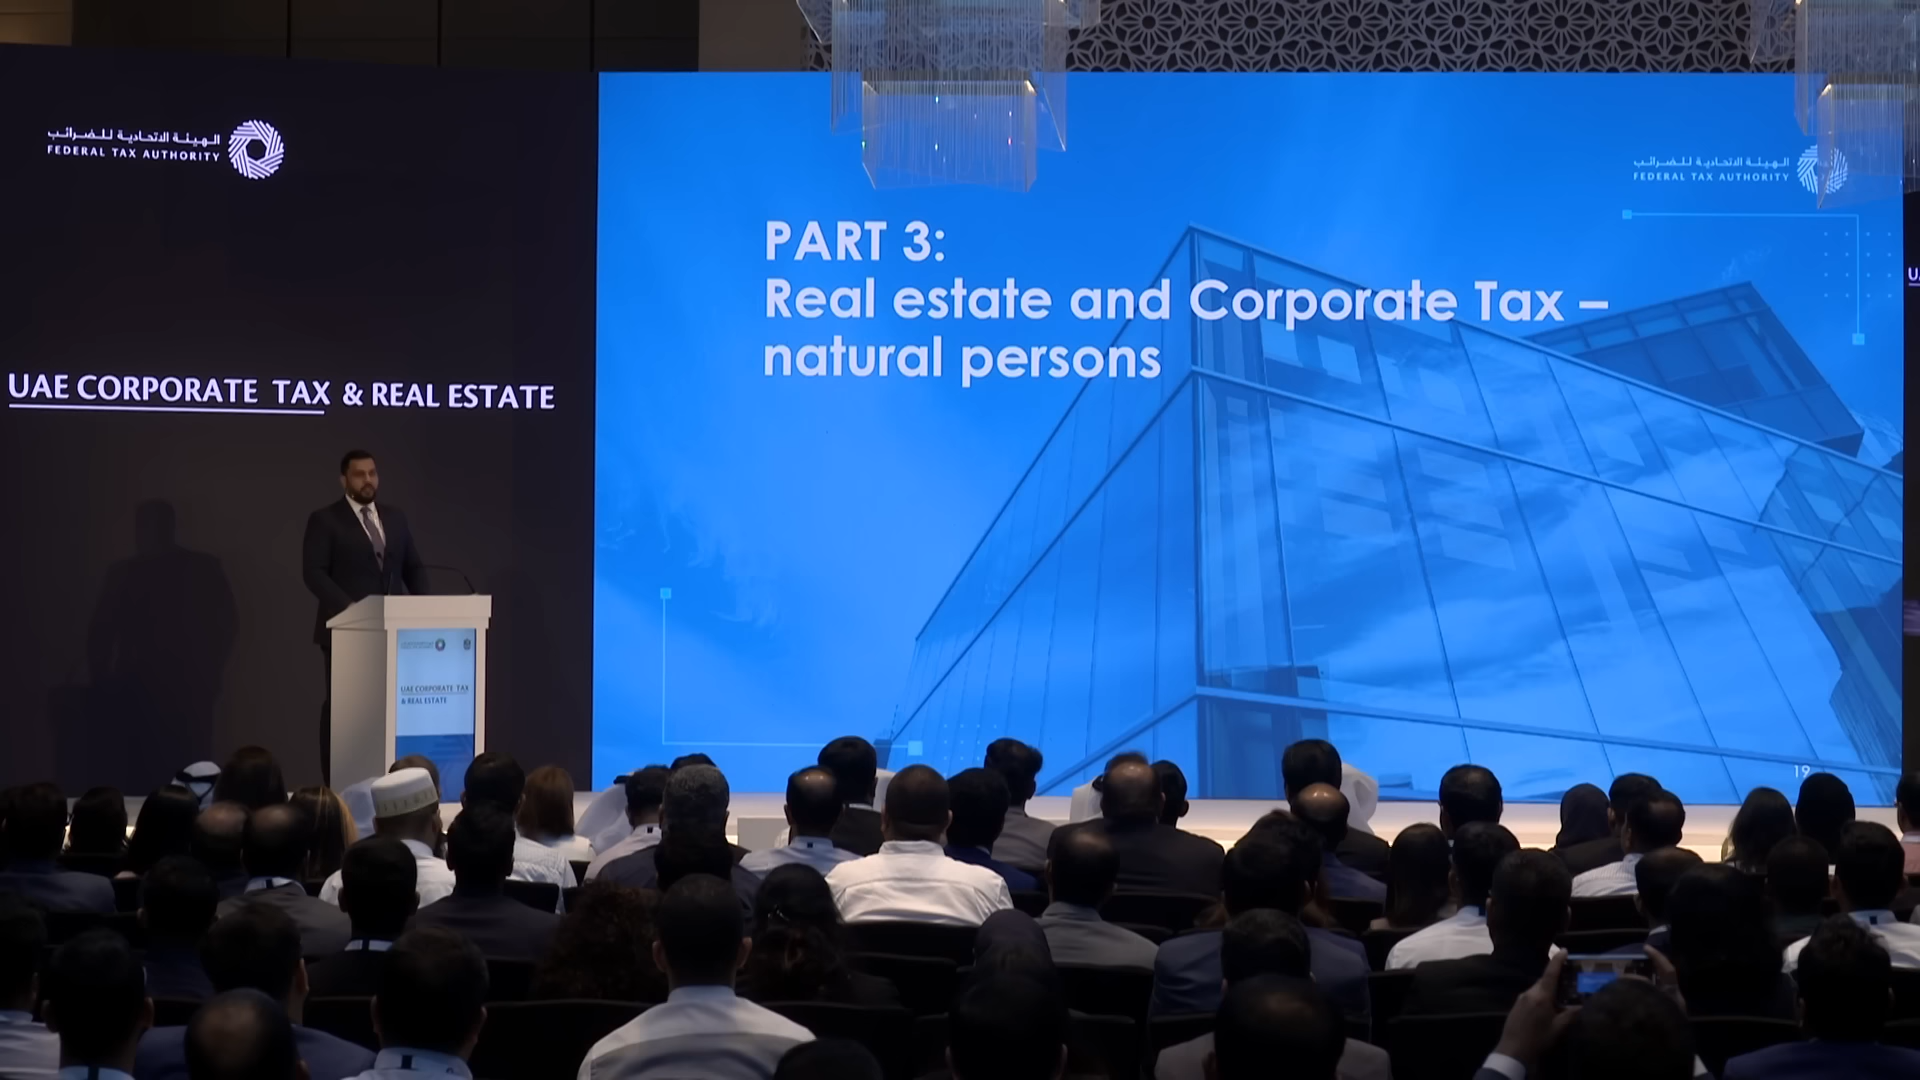 الهيئة الاتحادية للضرائب
FEDERAL TAX AUTHORITY
UAE CORPORATE TAX & REAL ESTATE
الهيئة الاتحادية للضرائب
FEDERAL TAX AUTHORITY
PART 3:
Real estate and Corporate Tax –
natural persons
19
UAE CORPORATE TAX
& REAL ESTATE